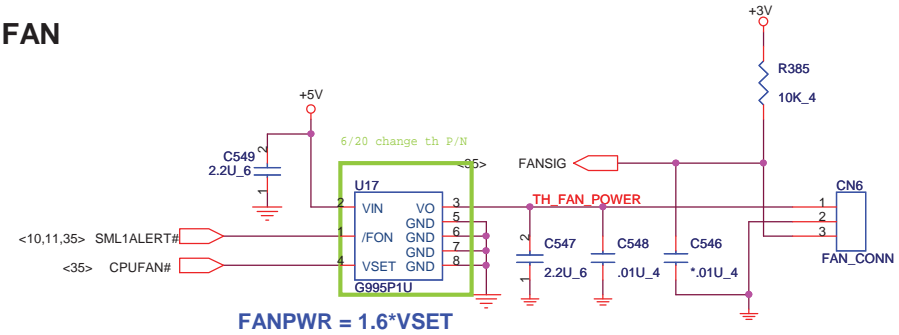 FAN
+3V
R385
10K_4
+5V
6/20 change th P/N
C549
2
2.2U_6
1
<35>
FANSIG
CN6
U17
TH_FAN_POWER
2 VIN VO 3
GND 5
<10,11,35> SML1ALERT# 1 /FON GND 6
GND 7
<35> CPUFAN# 4 VSET GND 8
G995P1U
2
C547
2.2U_6
1
C548
.01U_4
C546
*.01U_4
1
2
3
FAN_CONN
FANPWR = 1.6*VSET